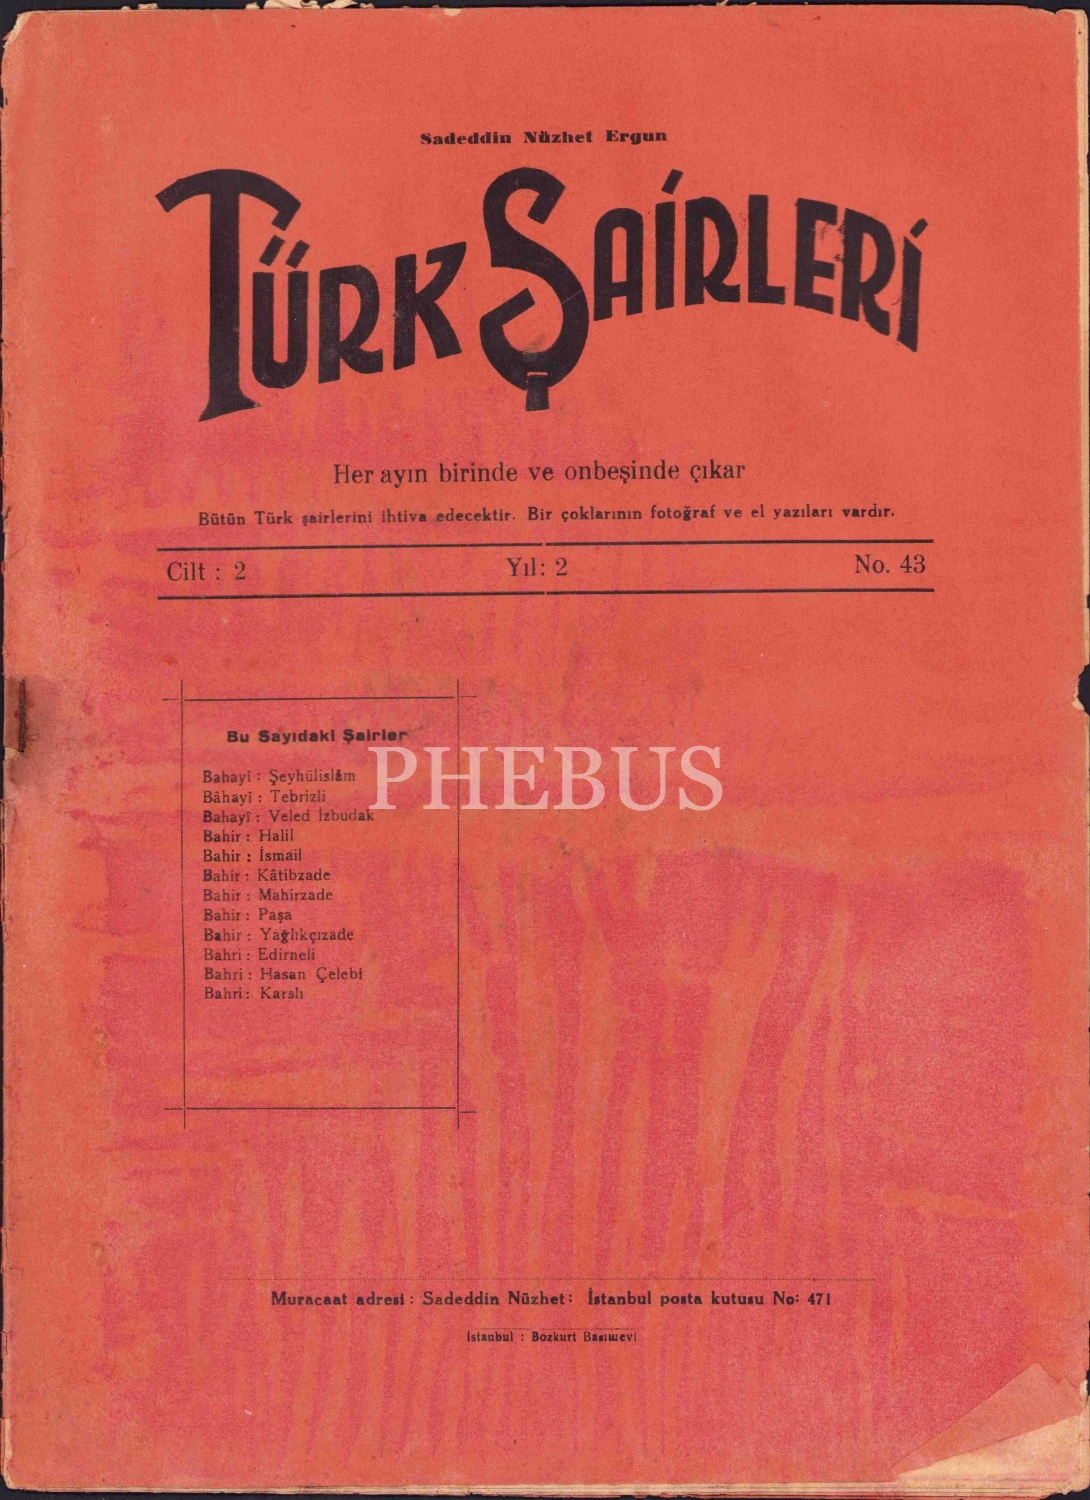 Sadeddin Nüzhet Ergun
TÜRK ŞAİRLERİ
Her ayın birinde ve onbeşinde çıkar
Bütün Türk şairlerini ihtiva edecektir. Bir çoklarının fotoğraf ve el yazıları vardır.
Cilt : 2 Yıl: 2 No. 43
Bu Sayıdaki Şairler
PHEBUS
Bahayî : Şeyhülislâm
Bâhayî : Tebrizli
Bahayî : Veled İzbudak
Bahir : Halil
Bahir : İsmail
Bahir : Kâtibzade
Bahir : Mahirzade
Bahir : Paşa
Bahir : Yağlıkçızade
Bahri : Edirneli
Bahri : Hasan Çelebi
Bahri : Karslı
Muracaat adresi : Sadeddin Nüzhet: İstanbul posta kutusu No: 471
İstanbul : Bozkurt Basımevi